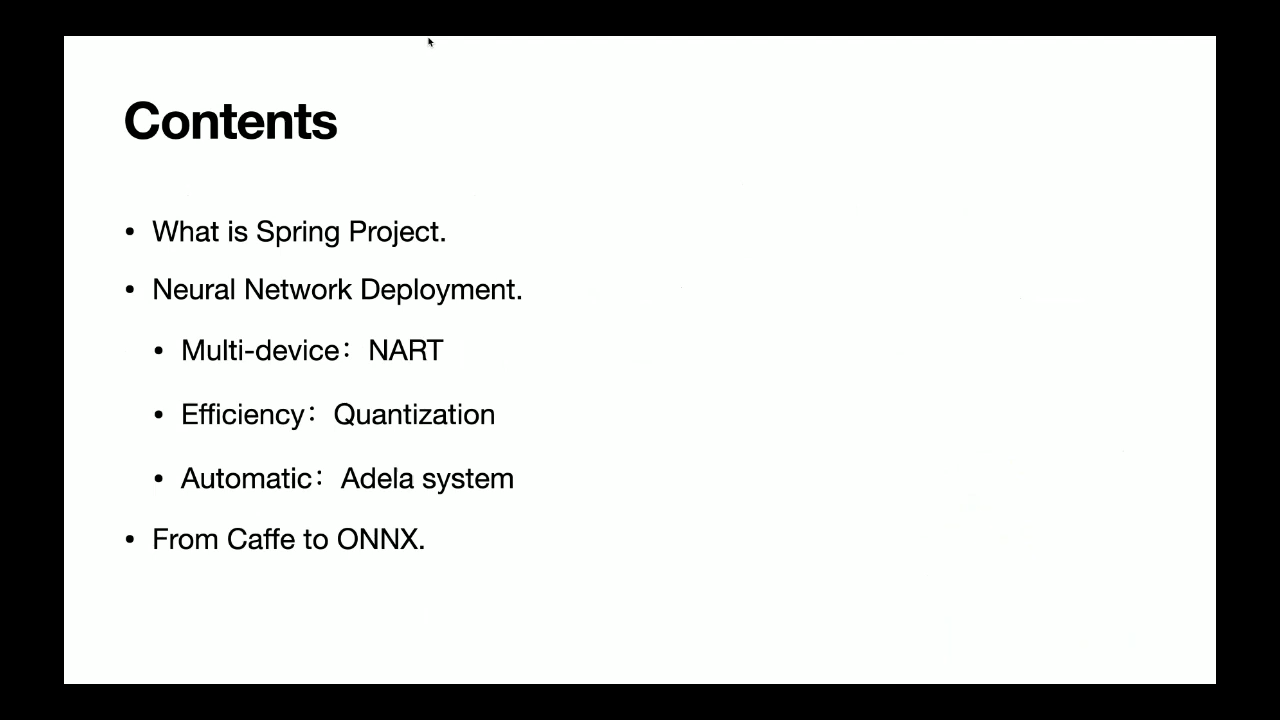 Contents
• What is Spring Project.
• Neural Network Deployment.
• Multi-device：NART
• Efficiency：Quantization
• Automatic：Adela system
• From Caffe to ONNX.